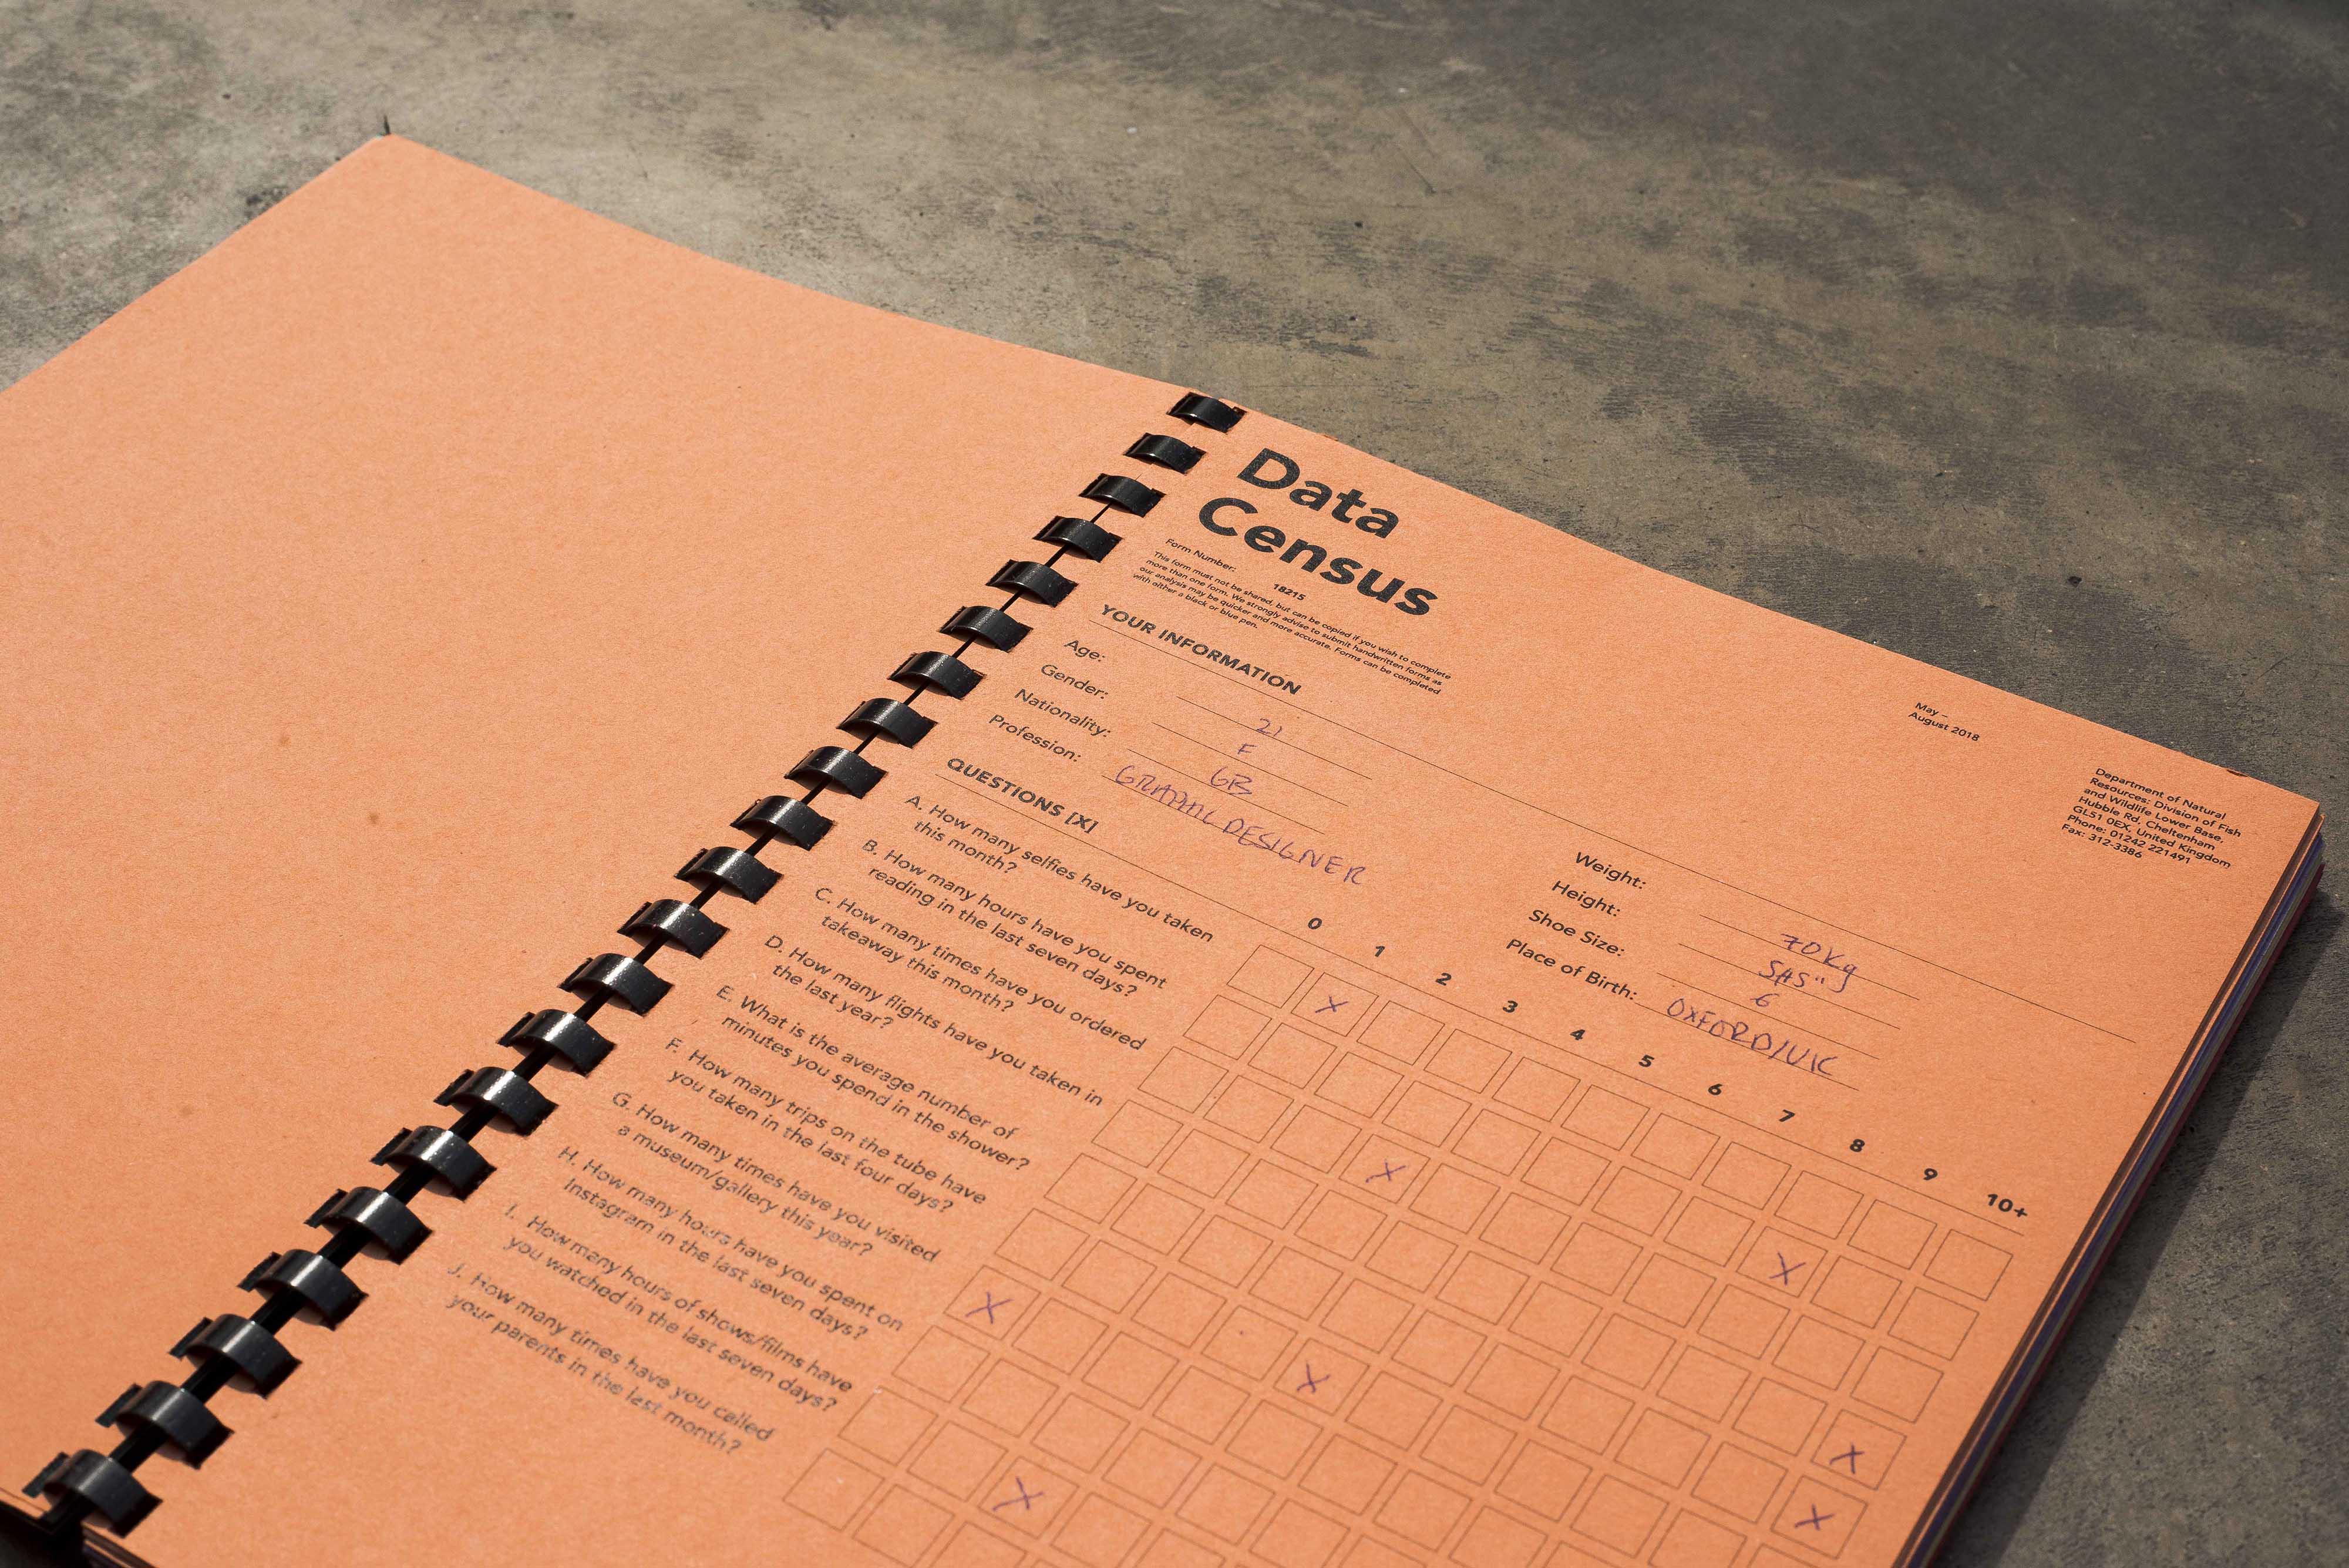 Data
Census
Form Number:
18215
This form must not be shared, but can be copied if you wish to complete
more than one form. We strongly advise to submit handwritten forms as
our analysis may be quicker and more accurate. Forms can be completed
with either a black or blue pen.
May –
August 2018
Department of Natural
Resources: Division of Fish
and Wildlife Lower Base,
Hubble Rd, Cheltenham
GL51 0EX, United Kingdom
Phone: 01242 221491
Fax: 312-3386
YOUR INFORMATION
Age: 21
Gender: F
Nationality: GB
Profession: GRAPHIC DESIGNER
Weight: 70Kg
Height:
Shoe Size: 6
Place of Birth: OXFORD/UK
QUESTIONS [X]
0 1 2 3 4 5 6 7 8 9 10+
A. How many selfies have you taken
this month?
B. How many hours have you spent
reading in the last seven days?
C. How many times have you ordered
takeaway this month?
D. How many flights have you taken in
the last year?
E. What is the average number of
minutes you spend in the shower?
F. How many trips on the tube have
you taken in the last four days?
G. How many times have you visited
a museum/gallery this year?
H. How many hours have you spent on
Instagram in the last seven days?
I. How many hours of shows/films have
you watched in the last seven days?
J. How many times have you called
your parents in the last month?
X
X
X
X
X
X
X
X